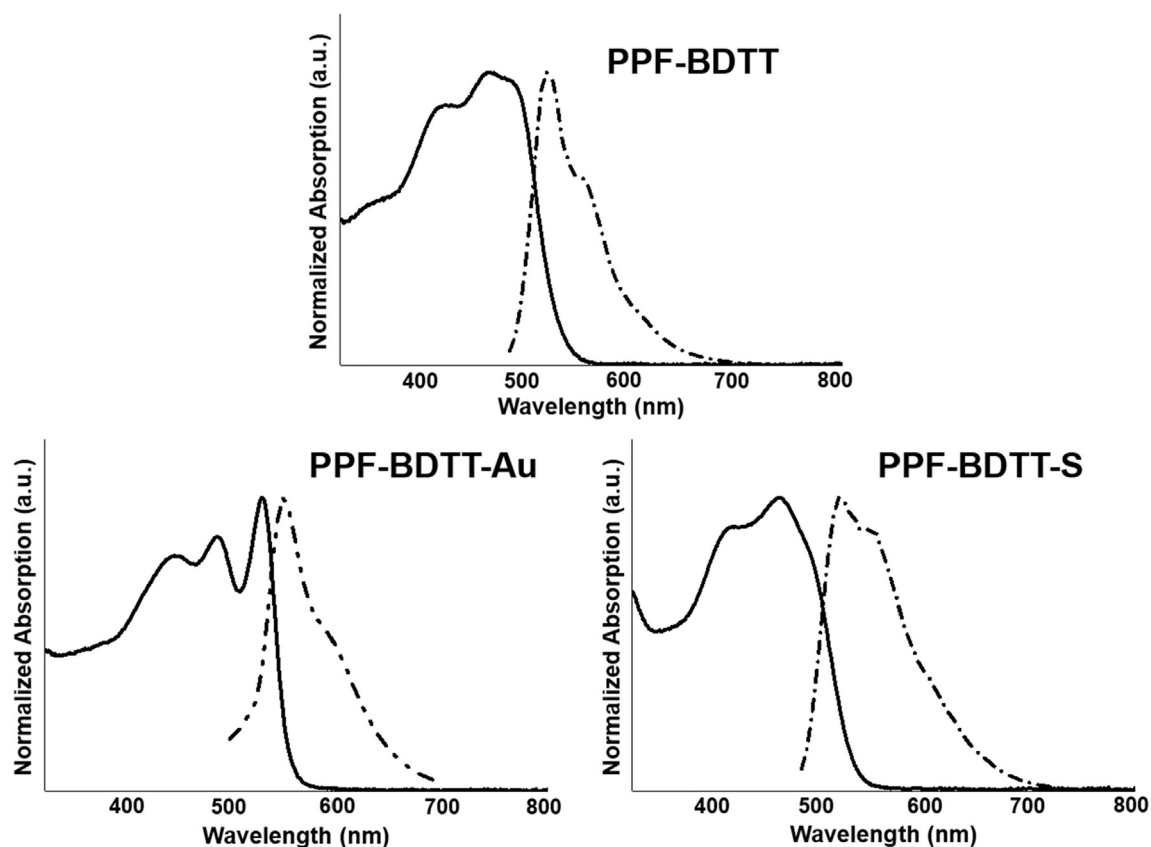 PPF-BDTT
Normalized Absorption (a.u.)
400 500 600 700 800
Wavelength (nm)
PPF-BDTT-Au
Normalized Absorption (a.u.)
400 500 600 700 800
Wavelength (nm)
PPF-BDTT-S
Normalized Absorption (a.u.)
400 500 600 700 800
Wavelength (nm)